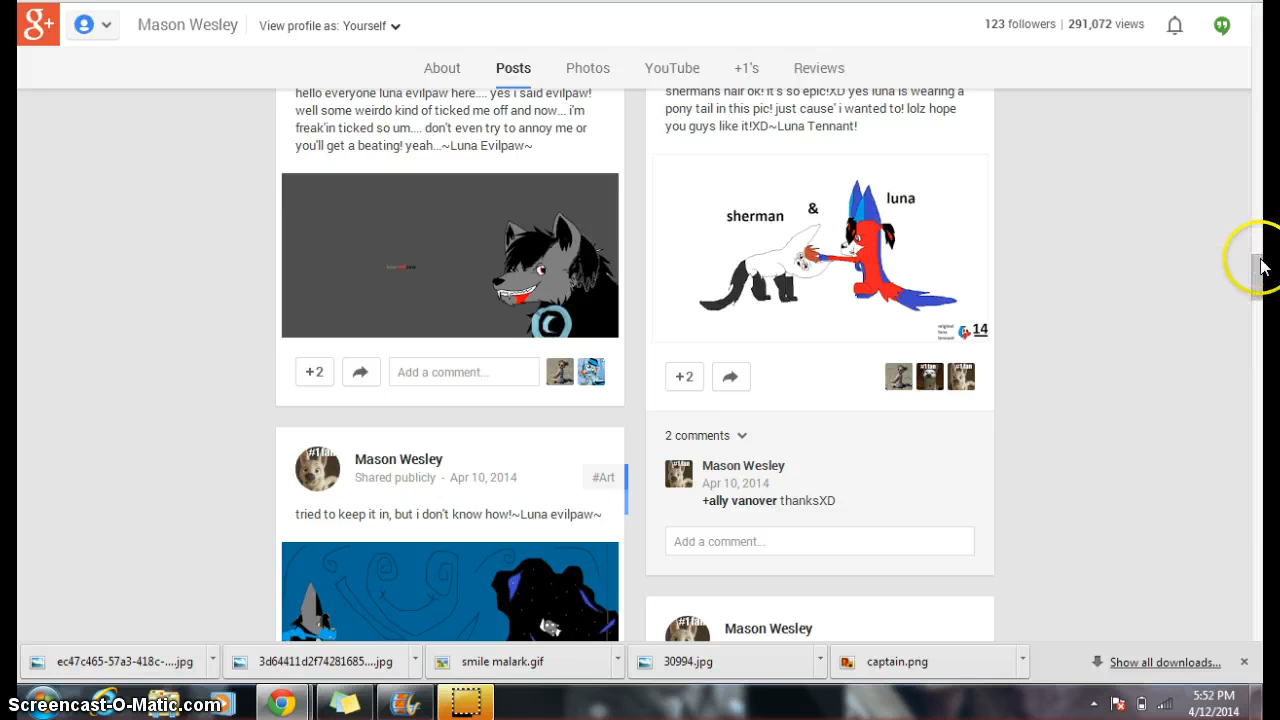 g+
Mason Wesley
View profile as: Yourself
123 followers | 291,072 views
About
Posts
Photos
YouTube
+1's
Reviews
hello everyone luna evilpaw here.... yes i said evilpaw!
well some weirdo kind of ticked me off and now... i'm
freak'in ticked so um.... don't even try to annoy me or
you'll get a beating! yeah...~Luna Evilpaw~
+2
Add a comment...
Mason Wesley
Shared publicly - Apr 10, 2014
#Art
tried to keep it in, but i don't know how!~Luna evilpaw~
shermans hair ok! it's so epic!XD yes luna is wearing a
pony tail in this pic! just cause' i wanted to! lolz hope
you guys like it!XD~Luna Tennant!
sherman
&
luna
original
luna
tennant
14
+2
#1 fan
2 comments
Mason Wesley
Apr 10, 2014
+ally vanover thanksXD
Add a comment...
Mason Wesley
ec47c465-57a3-418c-....jpg
3d64411d2f74281685....jpg
smile malark.gif
30994.jpg
captain.png
Show all downloads...
Screencast-O-Matic.com
5:52 PM
4/12/2014